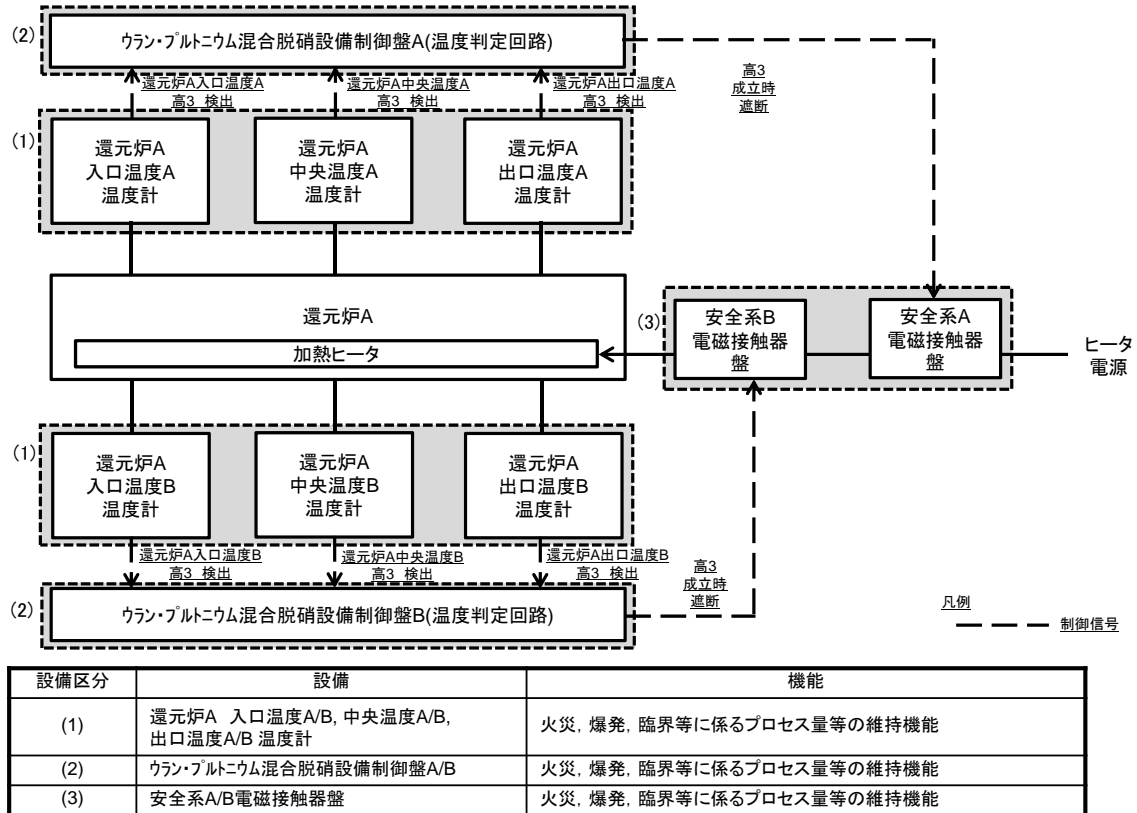 (2)
ウラン・プルトニウム混合脱硝設備制御盤A(温度判定回路)
還元炉A入口温度A
高3 検出
還元炉A中央温度A
高3 検出
還元炉A出口温度A
高3 検出
高3
成立時
遮断
(1)
還元炉A
入口温度A
温度計
還元炉A
中央温度A
温度計
還元炉A
出口温度A
温度計
還元炉A
加熱ヒータ
(3)
安全系B
電磁接触器
盤
安全系A
電磁接触器
盤
ヒータ
電源
(1)
還元炉A
入口温度B
温度計
還元炉A
中央温度B
温度計
還元炉A
出口温度B
温度計
還元炉A入口温度B
高3 検出
還元炉A中央温度B
高3 検出
還元炉A出口温度B
高3 検出
高3
成立時
遮断
(2)
ウラン・プルトニウム混合脱硝設備制御盤B(温度判定回路)
凡例
制御信号
設備区分 設備 機能
(1) 還元炉A 入口温度A/B, 中央温度A/B,
出口温度A/B 温度計 火災, 爆発, 臨界等に係るプロセス量等の維持機能
(2) ウラン・プルトニウム混合脱硝設備制御盤A/B 火災, 爆発, 臨界等に係るプロセス量等の維持機能
(3) 安全系A/B電磁接触器盤 火災, 爆発, 臨界等に係るプロセス量等の維持機能